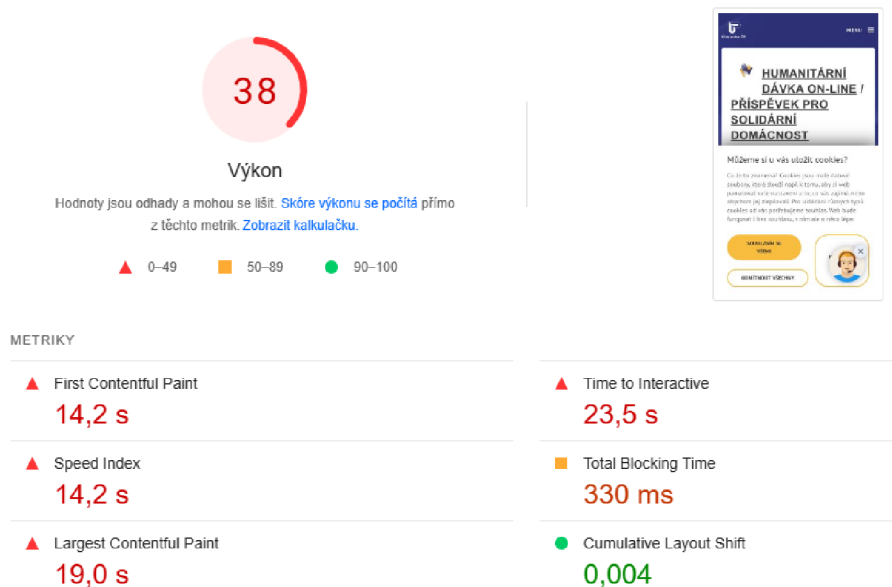 38
Výkon
Hodnoty jsou odhady a mohou se lišit. Skóre výkonu se počítá přímo
z těchto metrik. Zobrazit kalkulačku.
0–49
50–89
90–100
MENU
HUMANITÁRNÍ
DÁVKA ON-LINE /
PŘÍSPĚVEK PRO
SOLIDÁRNÍ
DOMÁCNOST
Můžeme si u vás uložit cookies?
ODMÍTNOUT VŠECHNY
METRIKY
First Contentful Paint
14,2 s
Time to Interactive
23,5 s
Speed Index
14,2 s
Total Blocking Time
330 ms
Largest Contentful Paint
19,0 s
Cumulative Layout Shift
0,004